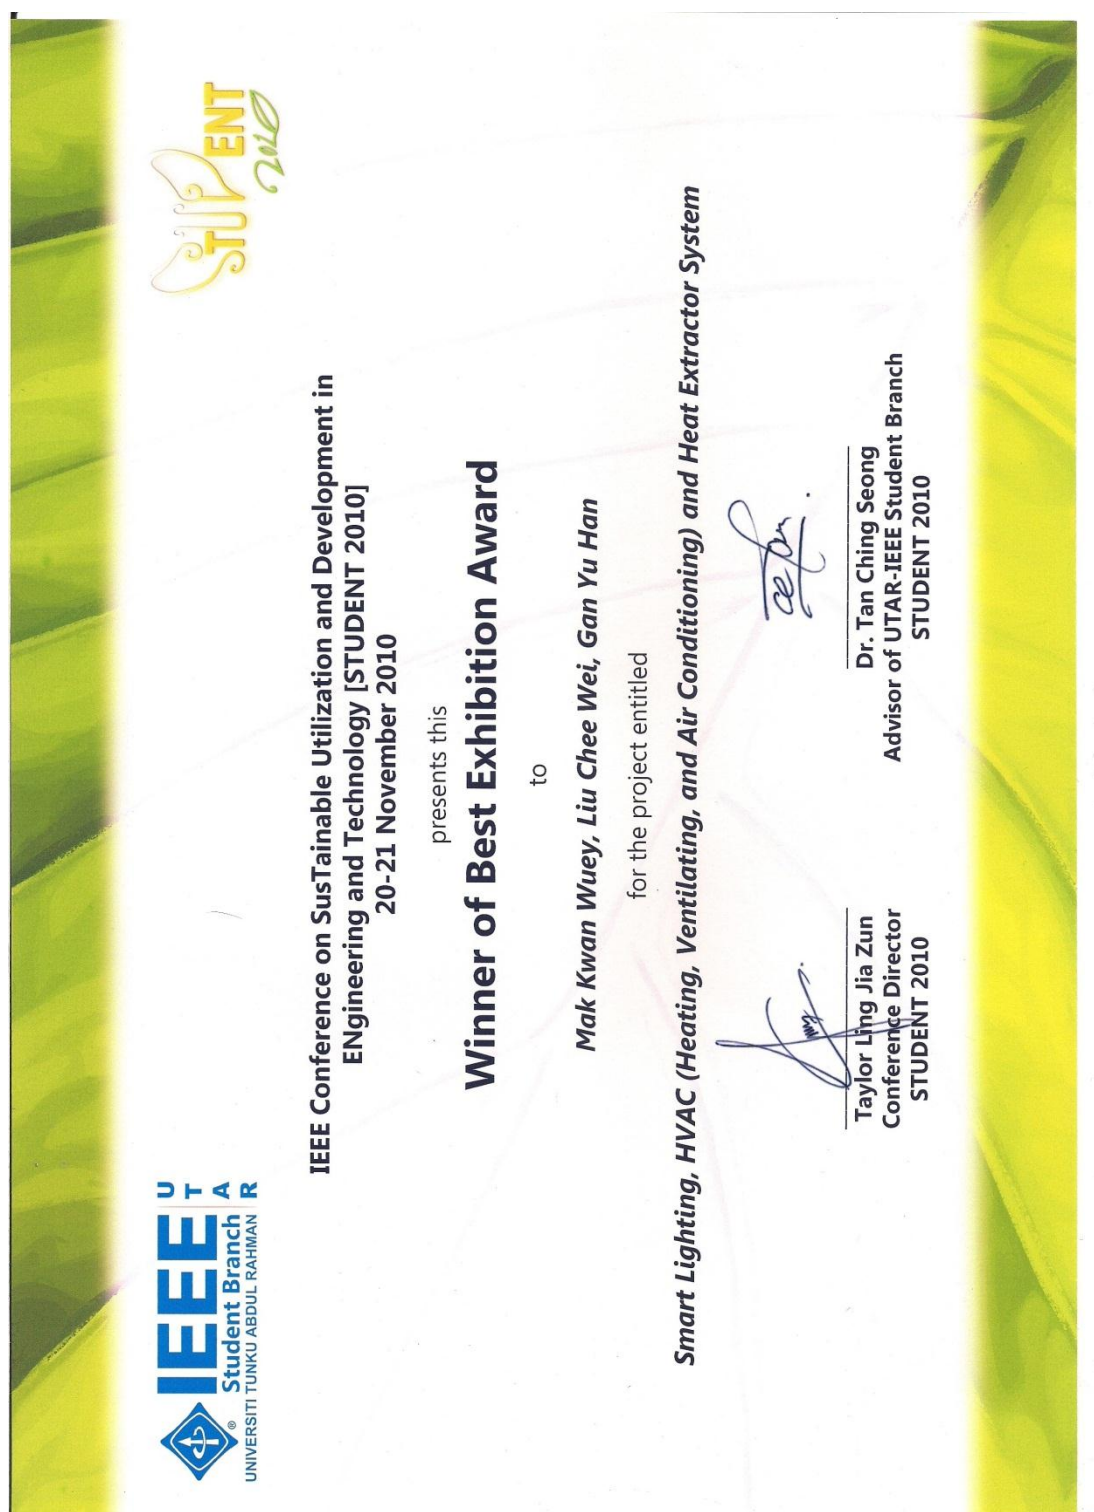 IEEE UTAR
Student Branch
UNIVERSITI TUNKU ABDUL RAHMAN
STUDENT
2010
IEEE Conference on SusTainable Utilization and Development in
ENgineering and Technology [STUDENT 2010]
20-21 November 2010
presents this
Winner of Best Exhibition Award
to
Mak Kwan Wuey, Liu Chee Wei, Gan Yu Han
for the project entitled
Smart Lighting, HVAC (Heating, Ventilating, and Air Conditioning) and Heat Extractor System
Taylor Ling Jia Zun
Conference Director
STUDENT 2010
Dr. Tan Ching Seong
Advisor of UTAR-IEEE Student Branch
STUDENT 2010